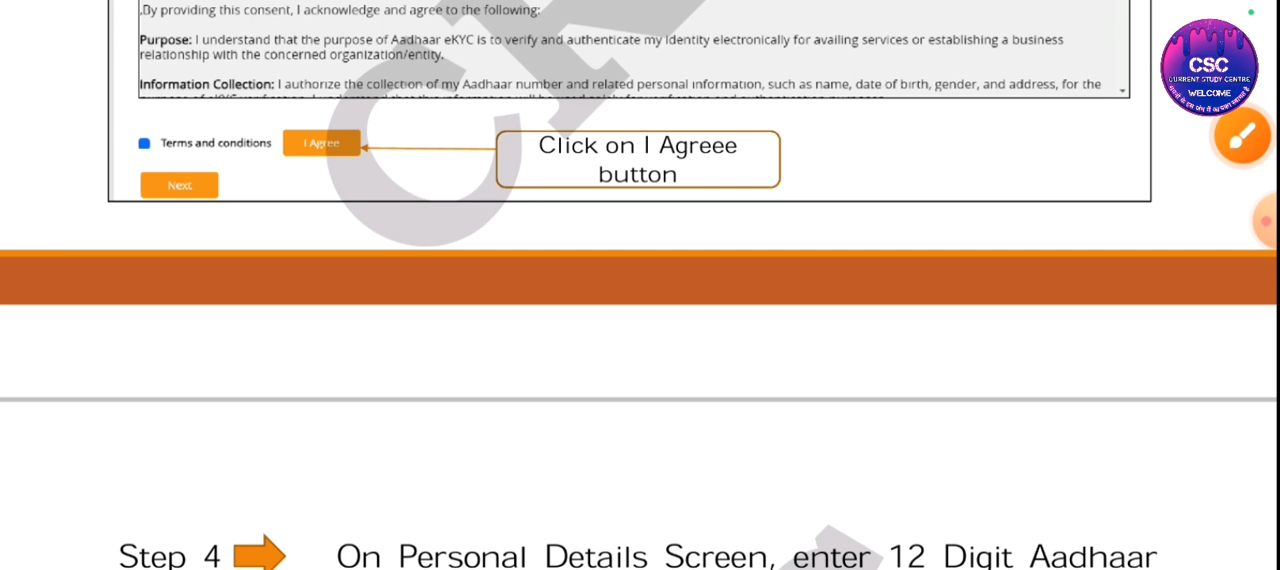 .By providing this consent, I acknowledge and agree to the following:
Purpose: I understand that the purpose of Aadhaar eKYC is to verify and authenticate my identity electronically for availing services or establishing a business
relationship with the concerned organization/entity.
Information Collection: I authorize the collection of my Aadhaar number and related personal information, such as name, date of birth, gender, and address, for the
Terms and conditions
I Agree
Click on I Agreee
button
Next
CSC
CURRENT STUDY CENTRE
WELCOME
Step 4
On Personal Details Screen, enter 12 Digit Aadhaar